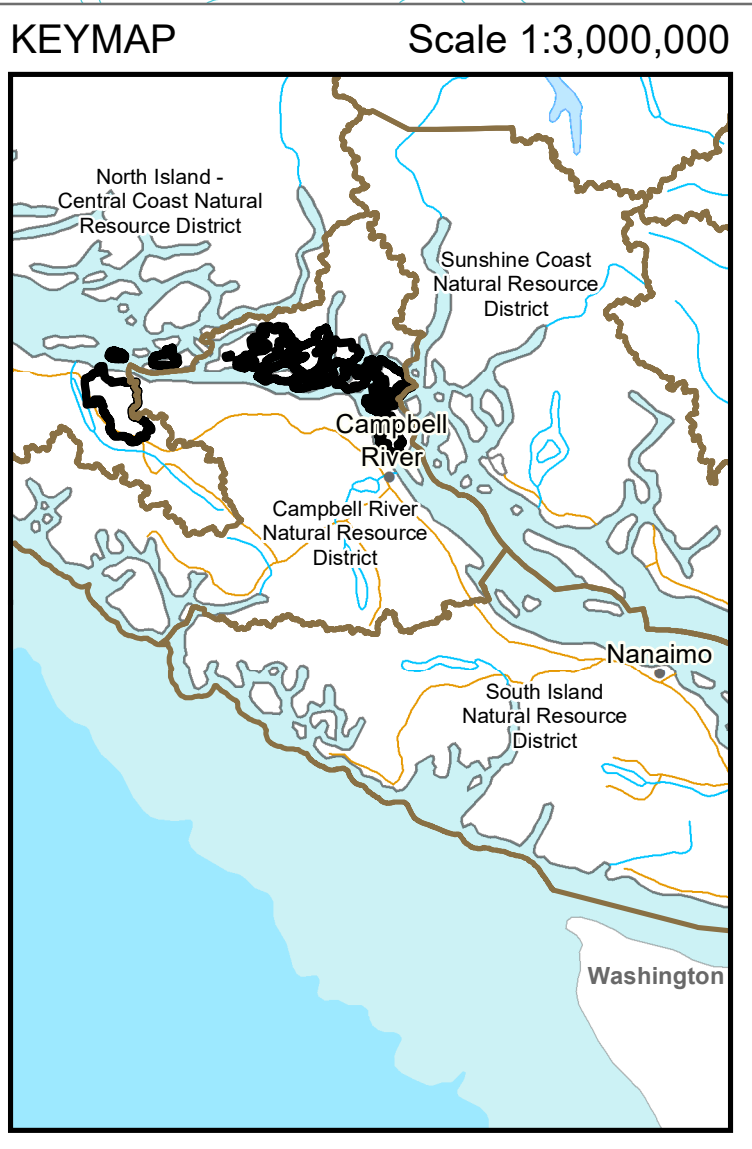 KEYMAP Scale 1:3,000,000
North Island -
Central Coast Natural
Resource District
Sunshine Coast
Natural Resource
District
Campbell
River
Campbell River
Natural Resource
District
Nanaimo
South Island
Natural Resource
District
Washington